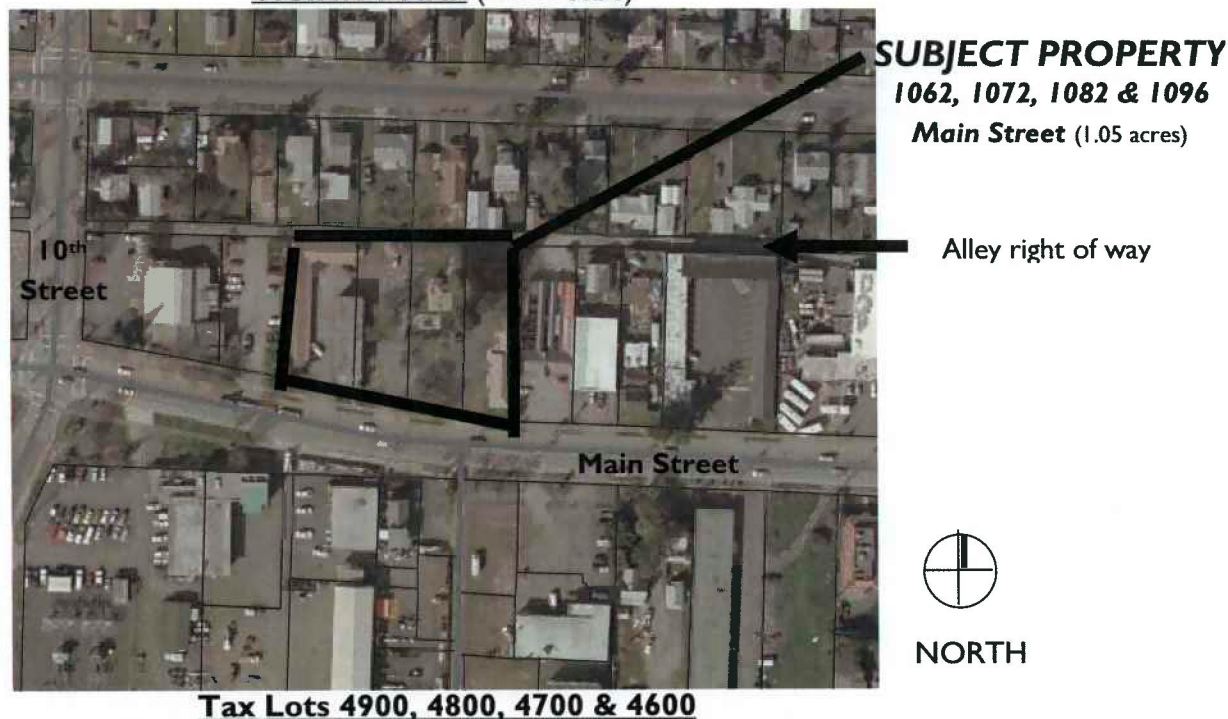 SUBJECT PROPERTY
1062, 1072, 1082 & 1096
Main Street (1.05 acres)
Alley right of way
10th
Street
Main Street
NORTH
Tax Lots 4900, 4800, 4700 & 4600